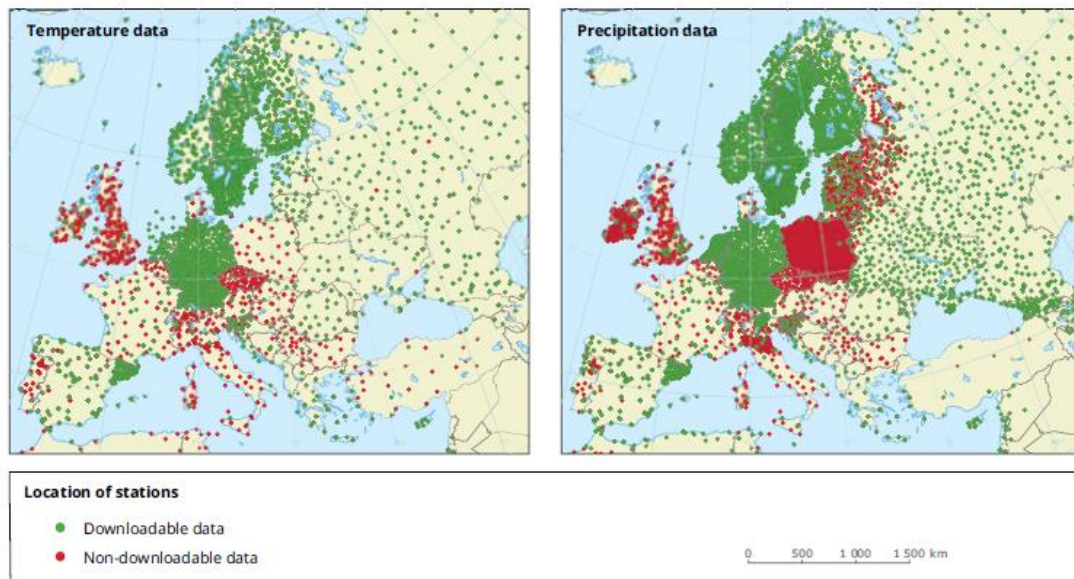 Temperature data
Precipitation data
Location of stations
Downloadable data
Non-downloadable data
0 500 1 000 1 500 km